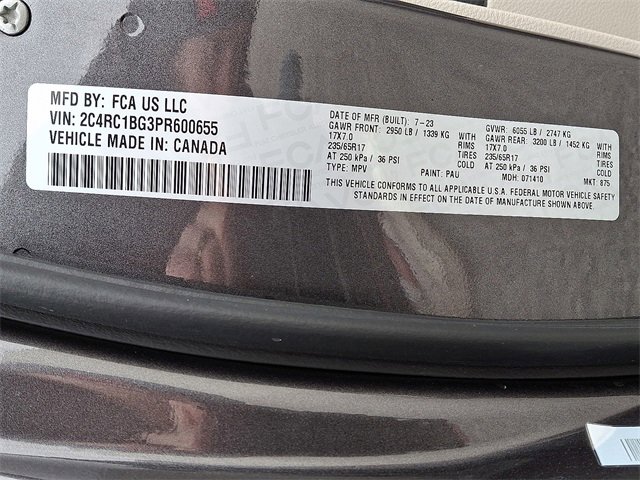 MFD BY: FCA US LLC
VIN: 2C4RC1BG3PR600655
VEHICLE MADE IN: CANADA
DATE OF MFR (BUILT): 7-23 GVWR: 6055 LB / 2747 KG
GAWR FRONT: 2950 LB / 1339 KG WITH GAWR REAR: 3200 LB / 1452 KG WITH
17X7.0 RIMS 17X7.0 RIMS
235/65R17 TIRES 235/65R17 TIRES
AT 250 kPa / 36 PSI COLD AT 250 kPa / 36 PSI COLD
TYPE: MPV PAINT: PAU MDH: 071410 MKT: 875
THIS VEHICLE CONFORMS TO ALL APPLICABLE U.S.A. FEDERAL MOTOR VEHICLE SAFETY
STANDARDS IN EFFECT ON THE DATE OF MANUFACTURE SHOWN ABOVE.